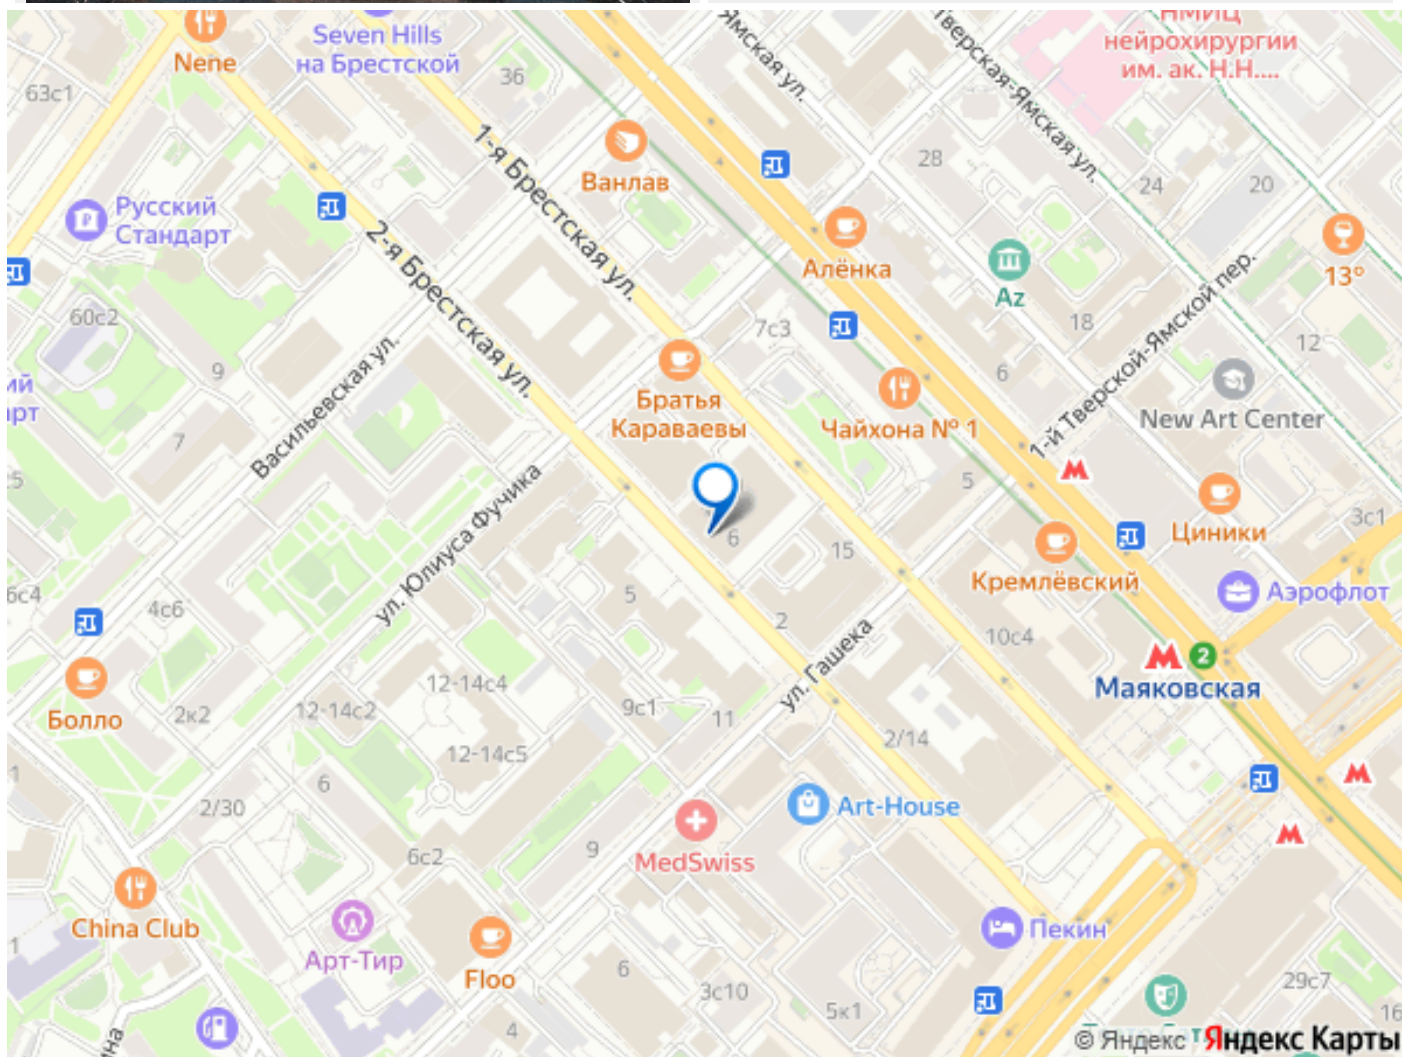 НМИЦ
нейрохирургии
им. ак. Н.Н....
Ямская ул.
Тверская-Ямская ул.
Nene
Seven Hills
на Брестской
36
63с1
1-я Брестская ул.
Ванлав
28
24
20
Русский
Стандарт
2-я Брестская ул.
Алёнка
Az
13°
60с2
9
7с3
18
12
6
1-й Тверской-Ямской пер.
Васильевская ул.
Братья
Караваевы
Чайхона № 1
New Art Center
7
ул. Юлиуса Фучика
5
Циники
3с1
6
15
Кремлёвский
Аэрофлот
6с4
4с6
5
2
10с4
ул. Гашека
2
Маяковская
Болло
2к2
12-14с4
12-14с2
9с1
11
2/14
12-14с5
6
2/30
Art-House
MedSwiss
6с2
9
China Club
Арт-Тир
Floo
Пекин
6
3с10
5к1
29с7
16
4
1
1
© Яндекс
Яндекс Карты